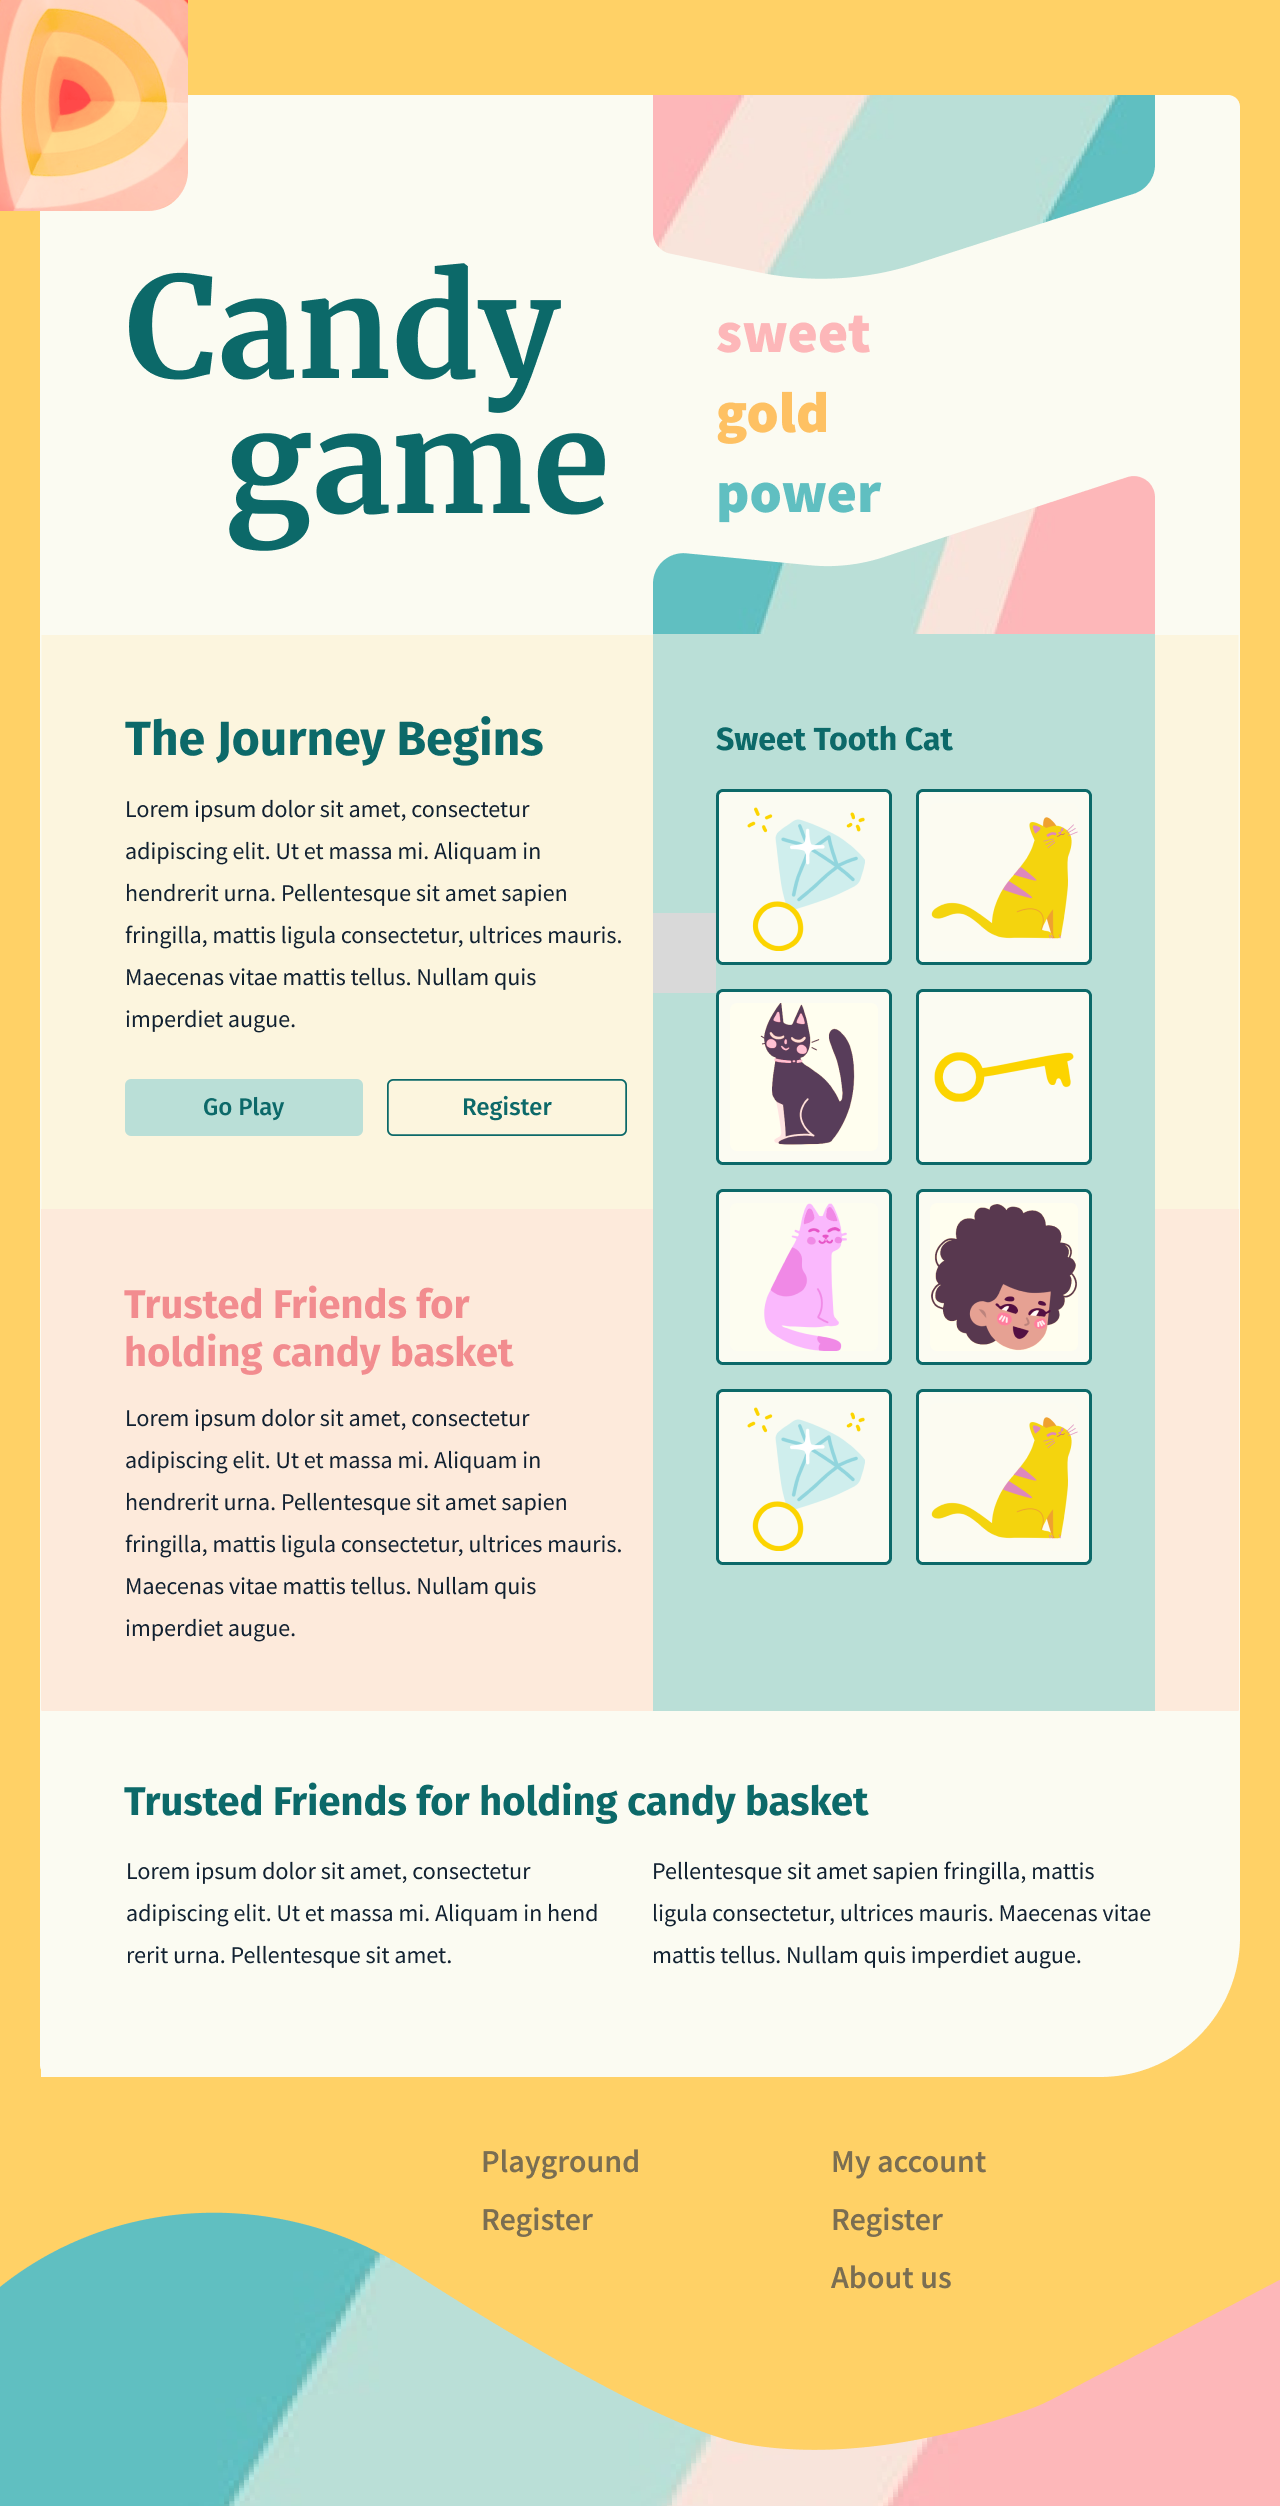 Candy
game
sweet
gold
power
The Journey Begins
Lorem ipsum dolor sit amet, consectetur
adipiscing elit. Ut et massa mi. Aliquam in
hendrerit urna. Pellentesque sit amet sapien
fringilla, mattis ligula consectetur, ultrices mauris.
Maecenas vitae mattis tellus. Nullam quis
imperdiet augue.
Go Play
Register
Sweet Tooth Cat
Trusted Friends for
holding candy basket
Lorem ipsum dolor sit amet, consectetur
adipiscing elit. Ut et massa mi. Aliquam in
hendrerit urna. Pellentesque sit amet sapien
fringilla, mattis ligula consectetur, ultrices mauris.
Maecenas vitae mattis tellus. Nullam quis
imperdiet augue.
Trusted Friends for holding candy basket
Lorem ipsum dolor sit amet, consectetur
adipiscing elit. Ut et massa mi. Aliquam in hend
rerit urna. Pellentesque sit amet.
Pellentesque sit amet sapien fringilla, mattis
ligula consectetur, ultrices mauris. Maecenas vitae
mattis tellus. Nullam quis imperdiet augue.
Playground
Register
My account
Register
About us